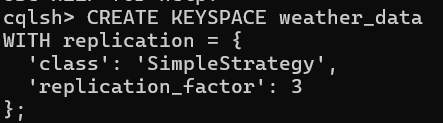 cqlsh> CREATE KEYSPACE weather_data
WITH replication = {
  'class': 'SimpleStrategy',
  'replication_factor': 3
};